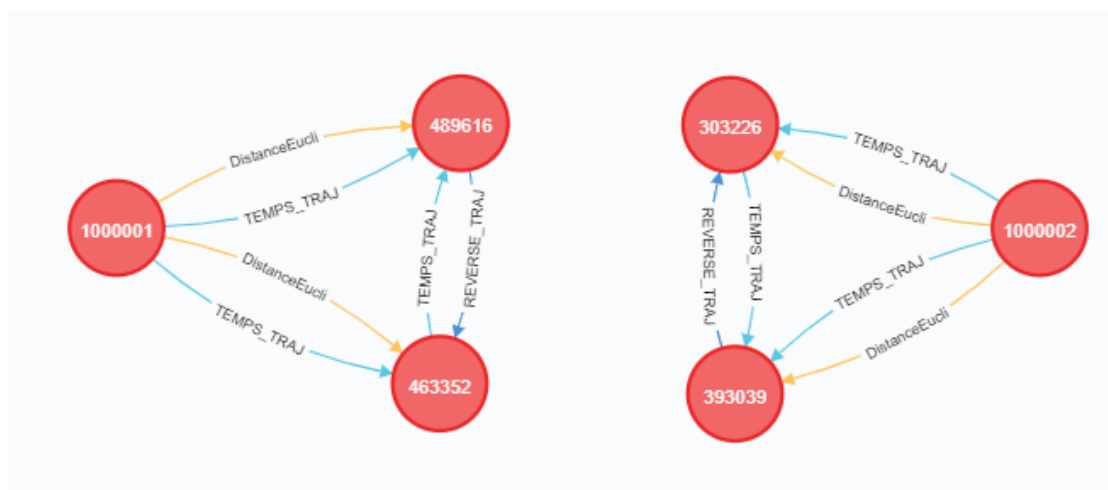 489616
303226
DistanceEucli
TEMPS_TRAJ
TEMPS_TRAJ
DistanceEucli
1000001
1000002
TEMPS_TRAJ
REVERSE_TRAJ
REVERSE_TRAJ
TEMPS_TRAJ
DistanceEucli
TEMPS_TRAJ
TEMPS_TRAJ
DistanceEucli
463352
393039